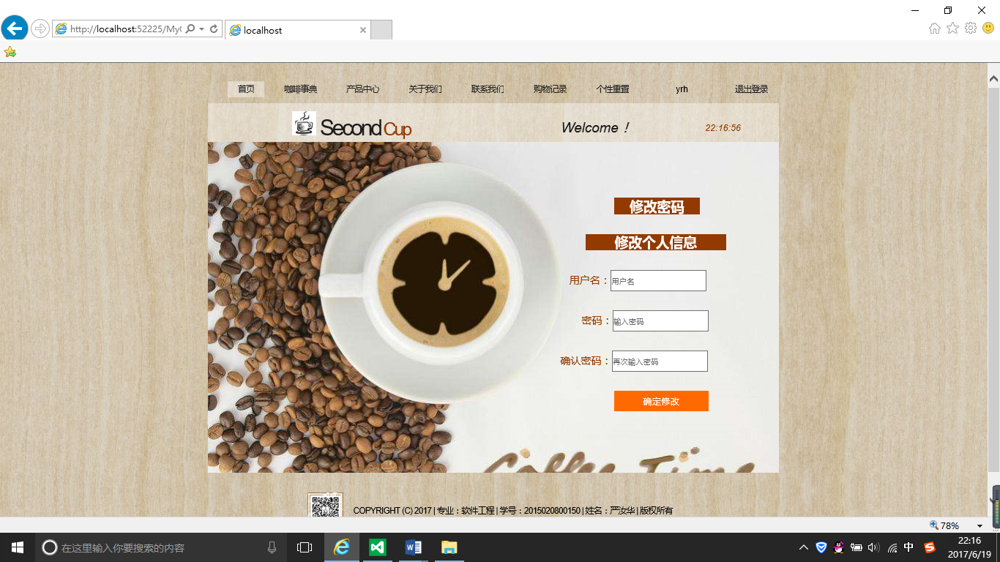 http://localhost:52225/My
localhost
首页 咖啡事典 产品中心 关于我们 联系我们 购物记录 个性重置 yrh 退出登录
Second Cup Welcome！ 22:16:56
修改密码
修改个人信息
用户名： 用户名
密码： 输入密码
确认密码： 再次输入密码
确定修改
Coffee Time
COPYRIGHT (C) 2017 | 专业：软件工程 | 学号：2015020800150 | 姓名：严汝华 | 版权所有
78%
在这里输入你要搜索的内容
中
22:16
2017/6/19